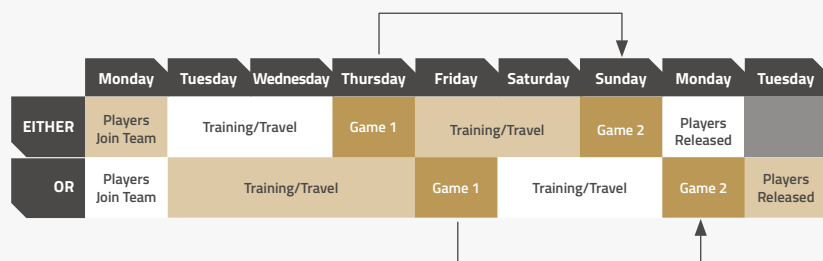 Monday Tuesday Wednesday Thursday Friday Saturday Sunday Monday Tuesday
EITHER
Players
Join Team
Training/Travel
Game 1
Training/Travel
Game 2
Players
Released
OR
Players
Join Team
Training/Travel
Game 1
Training/Travel
Game 2
Players
Released